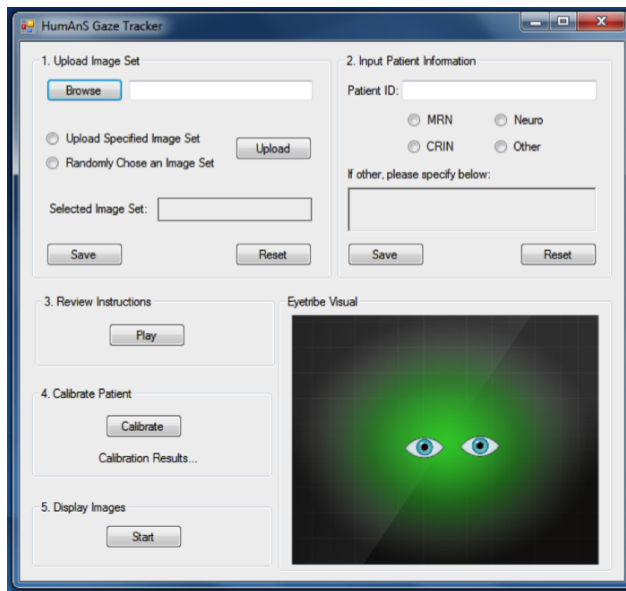 HumAnS Gaze Tracker
1. Upload Image Set
Browse
Upload Specified Image Set
Randomly Chose an Image Set
Upload
Selected Image Set:
Save
Reset
2. Input Patient Information
Patient ID:
MRN
Neuro
CRIN
Other
If other, please specify below:
Save
Reset
3. Review Instructions
Play
4. Calibrate Patient
Calibrate
Calibration Results...
5. Display Images
Start
Eyetribe Visual